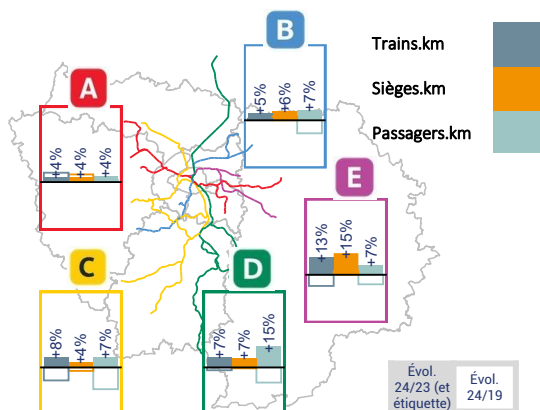 B
Trains.km
Sièges.km
Passagers.km
+5%
+6%
+7%
A
+4%
+4%
+4%
E
+13%
+15%
+7%
C
+8%
+4%
+7%
D
+7%
+7%
+15%
Évol.
24/23 (et
étiquette)
Évol.
24/19